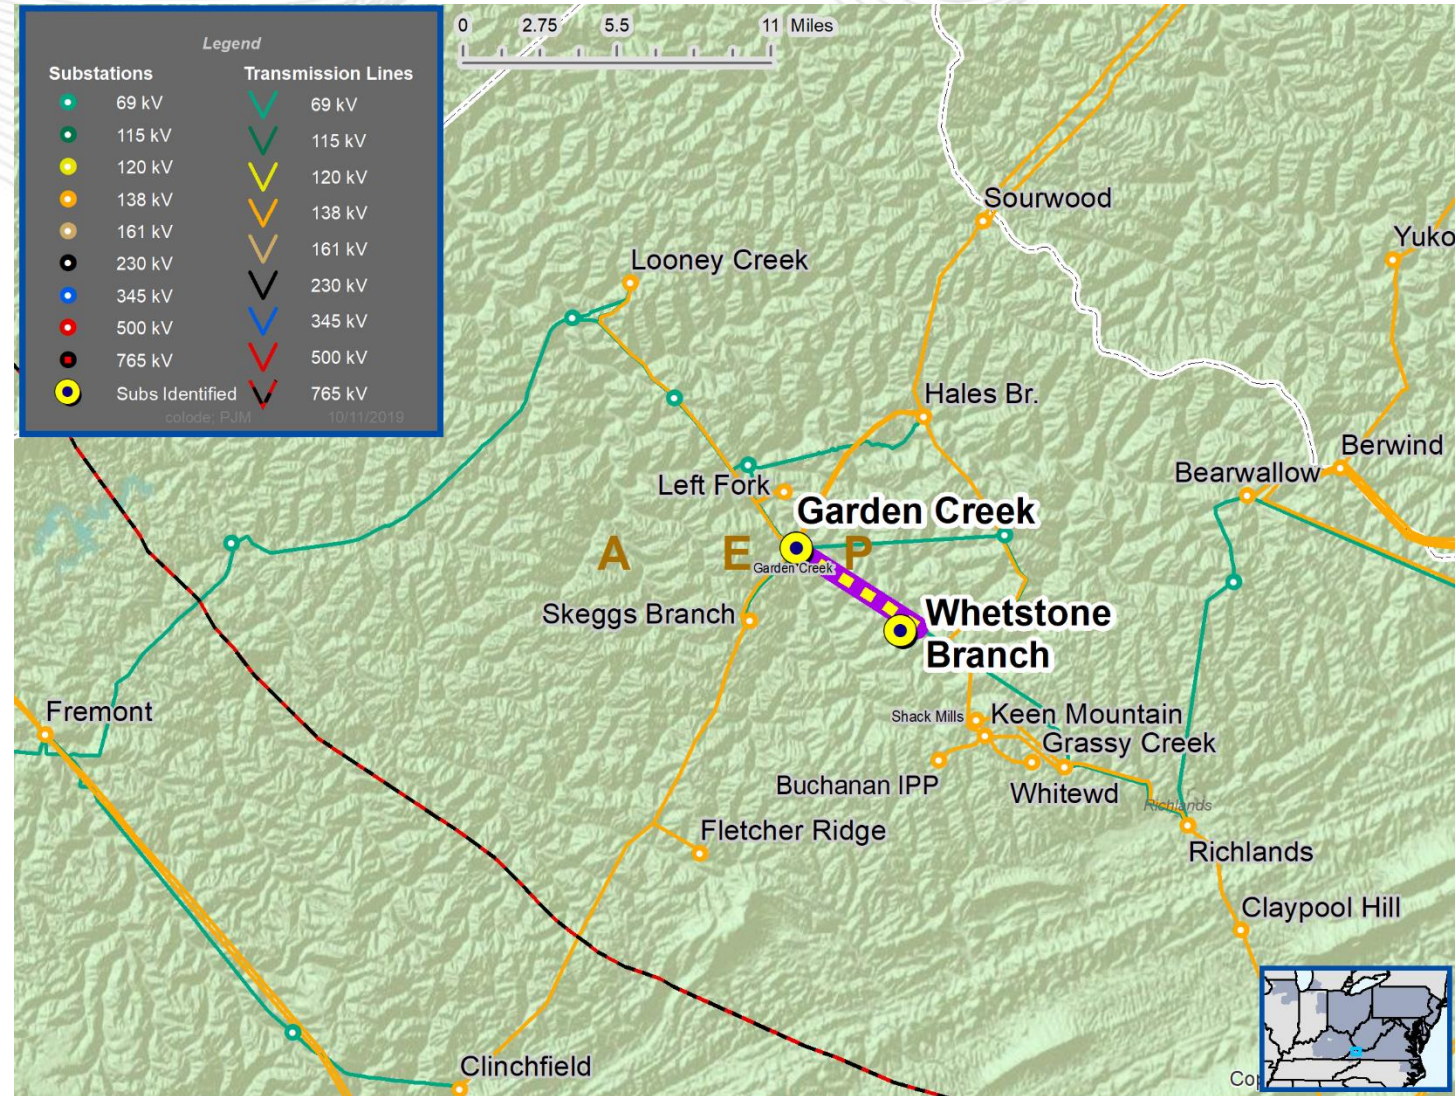 Legend
Substations
Transmission Lines
69 kV
69 kV
115 kV
115 kV
120 kV
120 kV
138 kV
138 kV
161 kV
161 kV
230 kV
230 kV
345 kV
345 kV
500 kV
500 kV
765 kV
765 kV
Subs Identified
colode; PJM
10/11/2019
0 2.75 5.5 11 Miles
Sourwood
Looney Creek
Hales Br.
Berwind
Bearwallow
Left Fork
Garden Creek
A E P
Garden Creek
Skeggs Branch
Whetstone
Branch
Fremont
Shack Mills
Keen Mountain
Grassy Creek
Buchanan IPP
Whitewd
Richlands
Fletcher Ridge
Richlands
Claypool Hill
Clinchfield